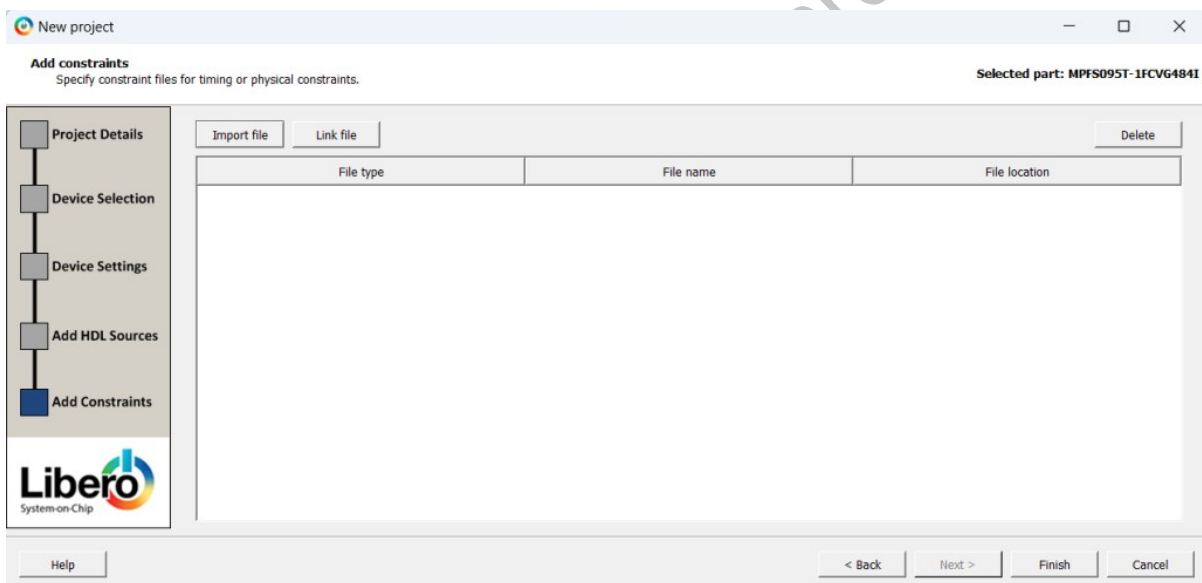 New project
Add constraints
Specify constraint files for timing or physical constraints.
Selected part: MPFS095T-1FCVG484I
Project Details
Device Selection
Device Settings
Add HDL Sources
Add Constraints
Libero
System-on-Chip
Import file
Link file
Delete
File type
File name
File location
Help
< Back
Next >
Finish
Cancel